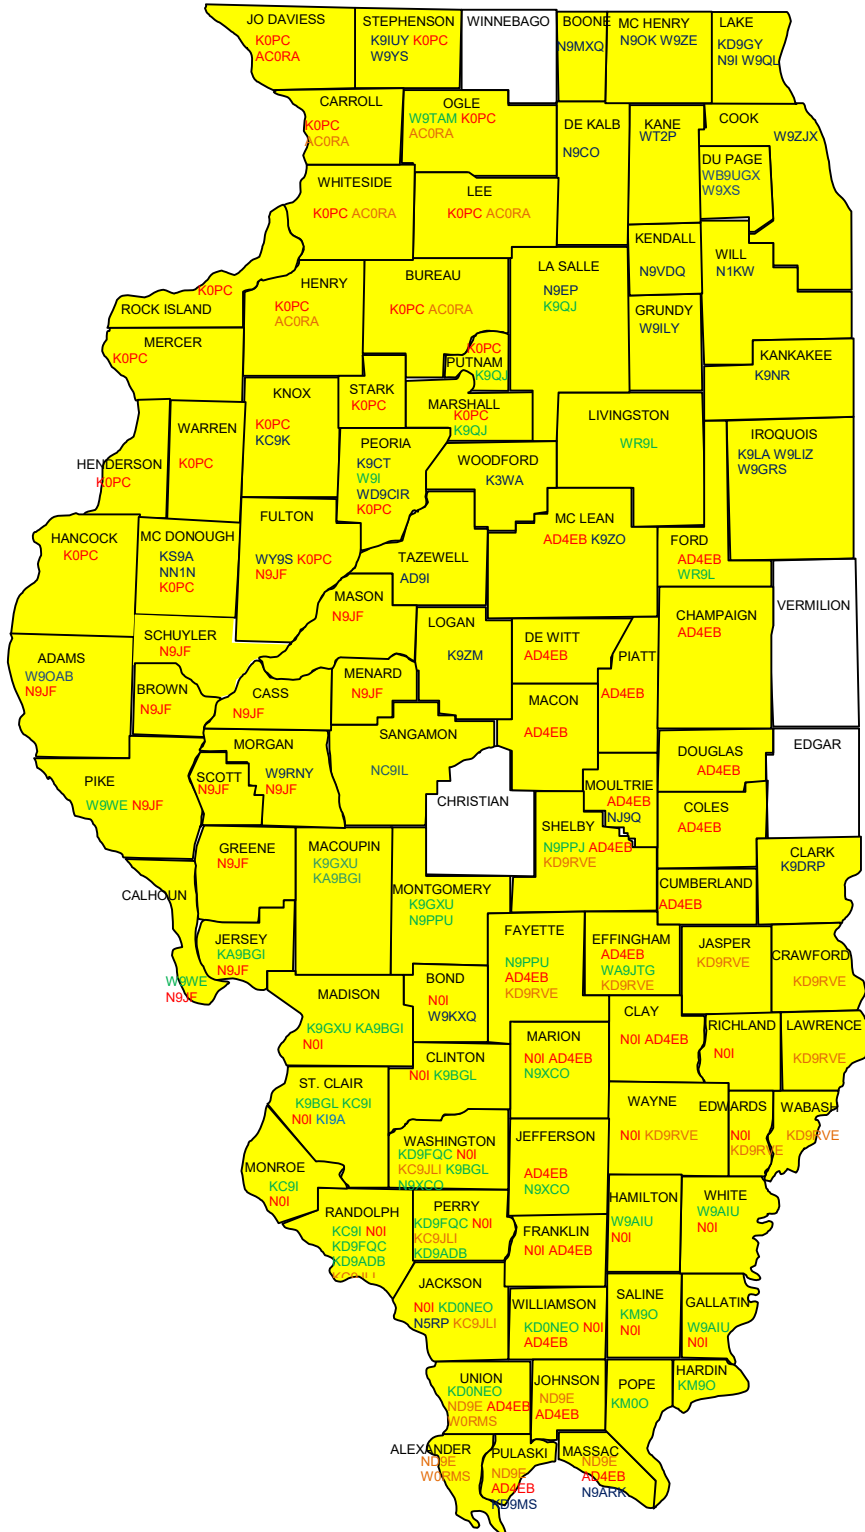 JO DAVIESS
K0PC
AC0RA
STEPHENSON
K9IUY K0PC
W9YS
WINNEBAGO
BOONE
N9MXQ
MC HENRY
N9OK W9ZE
LAKE
KD9GY
N9I W9QL
CARROLL
K0PC
AC0RA
OGLE
W9TAM K0PC
AC0RA
DE KALB
N9CO
KANE
WT2P
COOK
W9ZJX
DU PAGE
WB9UGX
W9XS
WHITESIDE
K0PC AC0RA
LEE
K0PC AC0RA
KENDALL
N9VDQ
WILL
N1KW
ROCK ISLAND
K0PC
HENRY
K0PC
AC0RA
BUREAU
K0PC AC0RA
LA SALLE
N9EP
K9QJ
GRUNDY
W9ILY
MERCER
K0PC
K0PC
PUTNAM
K9QJ
KANKAKEE
K9NR
KNOX
K0PC
KC9K
STARK
K0PC
MARSHALL
K0PC
K9QJ
LIVINGSTON
WR9L
WARREN
K0PC
HENDERSON
K0PC
PEORIA
K9CT
W9I
WD9CIR
K0PC
WOODFORD
K3WA
IROQUOIS
K9LA W9LIZ
W9GRS
HANCOCK
K0PC
MC DONOUGH
KS9A
NN1N
K0PC
FULTON
WY9S K0PC
N9JF
TAZEWELL
AD9I
MC LEAN
AD4EB K9ZO
FORD
AD4EB
WR9L
MASON
N9JF
VERMILION
SCHUYLER
N9JF
LOGAN
K9ZM
DE WITT
AD4EB
PIATT
AD4EB
CHAMPAIGN
AD4EB
ADAMS
W9OAB
N9JF
BROWN
N9JF
CASS
N9JF
MENARD
N9JF
MACON
AD4EB
SANGAMON
NC9IL
MORGAN
W9RNY
N9JF
SCOTT
N9JF
PIKE
W9WE N9JF
DOUGLAS
AD4EB
EDGAR
CHRISTIAN
MOULTRIE
AD4EB
NJ9Q
COLES
AD4EB
SHELBY
N9PPJ AD4EB
KD9RVE
GREENE
N9JF
MACOUPIN
K9GXU
KA9BGI
CLARK
K9DRP
CALHOUN
W9WE
N9JF
MONTGOMERY
K9GXU
N9PPU
CUMBERLAND
AD4EB
JERSEY
KA9BGI
N9JF
FAYETTE
N9PPU
AD4EB
KD9RVE
EFFINGHAM
AD4EB
WA9JTG
KD9RVE
JASPER
KD9RVE
CRAWFORD
KD9RVE
MADISON
K9GXU KA9BGI
N0I
BOND
N0I
W9KXQ
CLAY
N0I AD4EB
RICHLAND
N0I
LAWRENCE
KD9RVE
MARION
N0I AD4EB
N9XCO
CLINTON
N0I K9BGL
ST. CLAIR
K9BGL KC9I
N0I KI9A
WAYNE
N0I KD9RVE
EDWARDS
N0I
KD9RVE
WABASH
KD9RVE
WASHINGTON
KD9FQC N0I
KC9JLI K9BGL
N9XCO
JEFFERSON
AD4EB
N9XCO
MONROE
KC9I
N0I
HAMILTON
W9AIU
N0I
WHITE
W9AIU
N0I
RANDOLPH
KC9I N0I
KD9FQC
KD9ADB
KC9JLI
PERRY
KD9FQC N0I
KC9JLI
KD9ADB
FRANKLIN
N0I AD4EB
JACKSON
N0I KD0NEO
N5RP KC9JLI
WILLIAMSON
KD0NEO N0I
AD4EB
SALINE
KM9O
N0I
GALLATIN
W9AIU
N0I
UNION
KD0NEO
ND9E AD4EB
W0RMS
JOHNSON
ND9E
AD4EB
POPE
KM0O
HARDIN
KM9O
ALEXANDER
ND9E
W0RMS
PULASKI
ND9E
AD4EB
KD9MS
MASSAC
ND9E
AD4EB
N9ARK